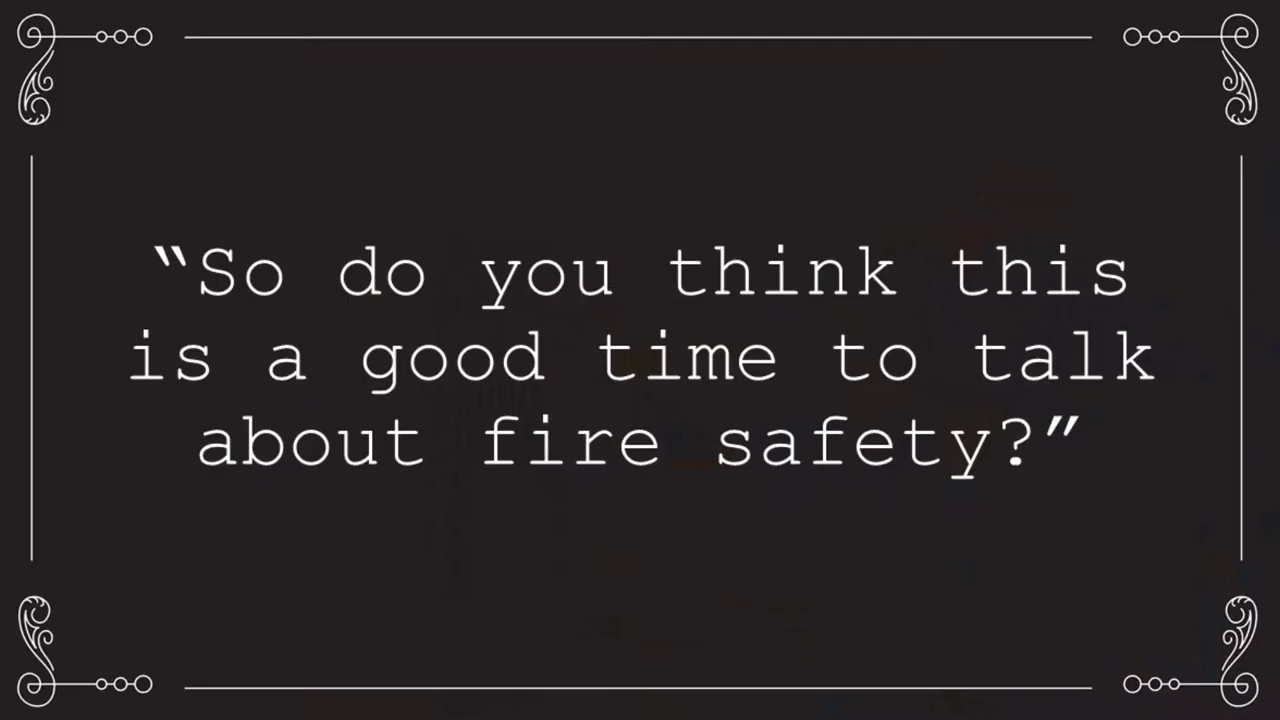 “So do you think this
is a good time to talk
about fire safety?”